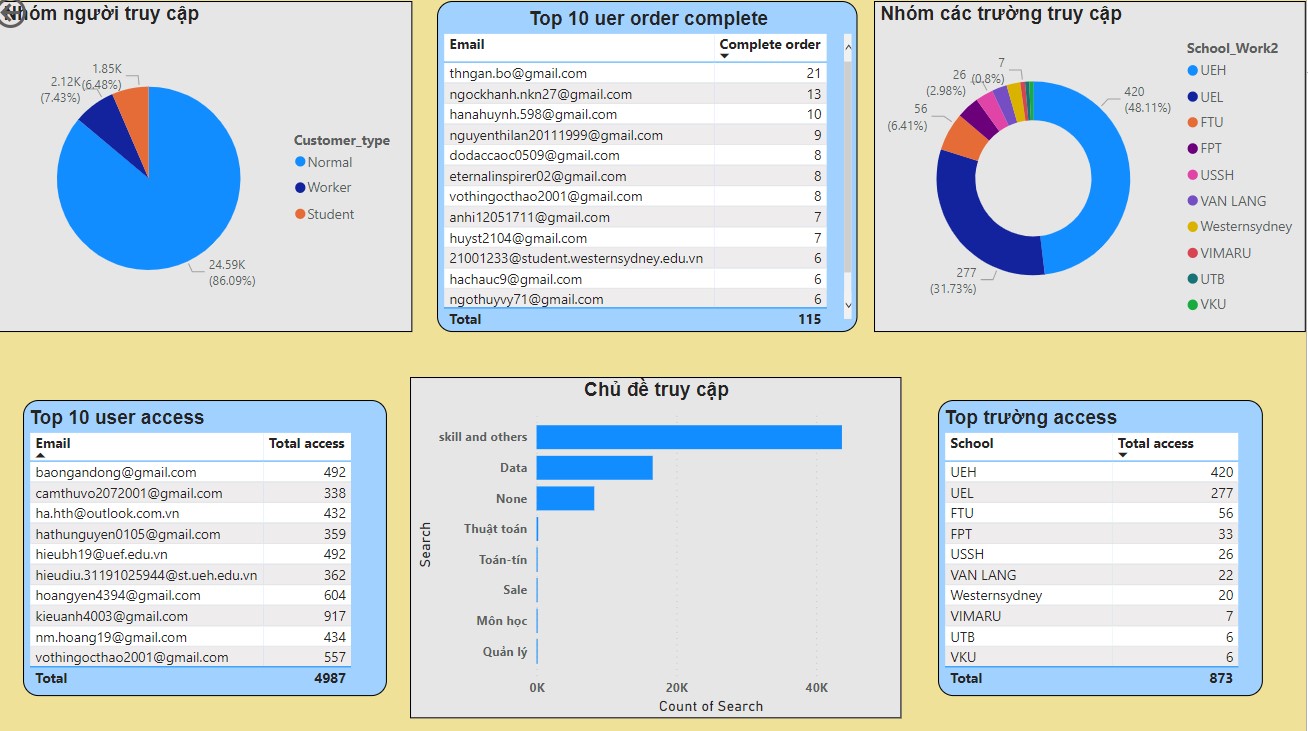 Nhóm người truy cập
1.85K
(6.48%)
2.12K
(7.43%)
24.59K
(86.09%)
Customer_type
Normal
Worker
Student
Top 10 uer order complete
Email Complete order
thngan.bo@gmail.com 21
ngockhanh.nkn27@gmail.com 13
hanahuynh.598@gmail.com 10
nguyenthilan20111999@gmail.com 9
dodaccaoc0509@gmail.com 8
eternalinspirer02@gmail.com 8
vothingocthao2001@gmail.com 8
anhi12051711@gmail.com 7
huyst2104@gmail.com 7
21001233@student.westernsydney.edu.vn 6
hachauc9@gmail.com 6
ngothuyvy71@gmail.com 6
Total 115
Nhóm các trường truy cập
7
(0.8%)
26
(2.98%)
56
(6.41%)
420
(48.11%)
277
(31.73%)
School_Work2
UEH
UEL
FTU
FPT
USSH
VAN LANG
Westernsydney
VIMARU
UTB
VKU
Top 10 user access
Email Total access
baongandong@gmail.com 492
camthuvo2072001@gmail.com 338
ha.hth@outlook.com.vn 432
hathunguyen0105@gmail.com 359
hieubh19@uef.edu.vn 492
hieudiu.31191025944@st.ueh.edu.vn 362
hoangyen4394@gmail.com 604
kieuanh4003@gmail.com 917
nm.hoang19@gmail.com 434
vothingocthao2001@gmail.com 557
Total 4987
Chủ đề truy cập
Search
skill and others
Data
None
Thuật toán
Toán-tín
Sale
Môn học
Quản lý
0K 20K 40K
Count of Search
Top trường access
School Total access
UEH 420
UEL 277
FTU 56
FPT 33
USSH 26
VAN LANG 22
Westernsydney 20
VIMARU 7
UTB 6
VKU 6
Total 873